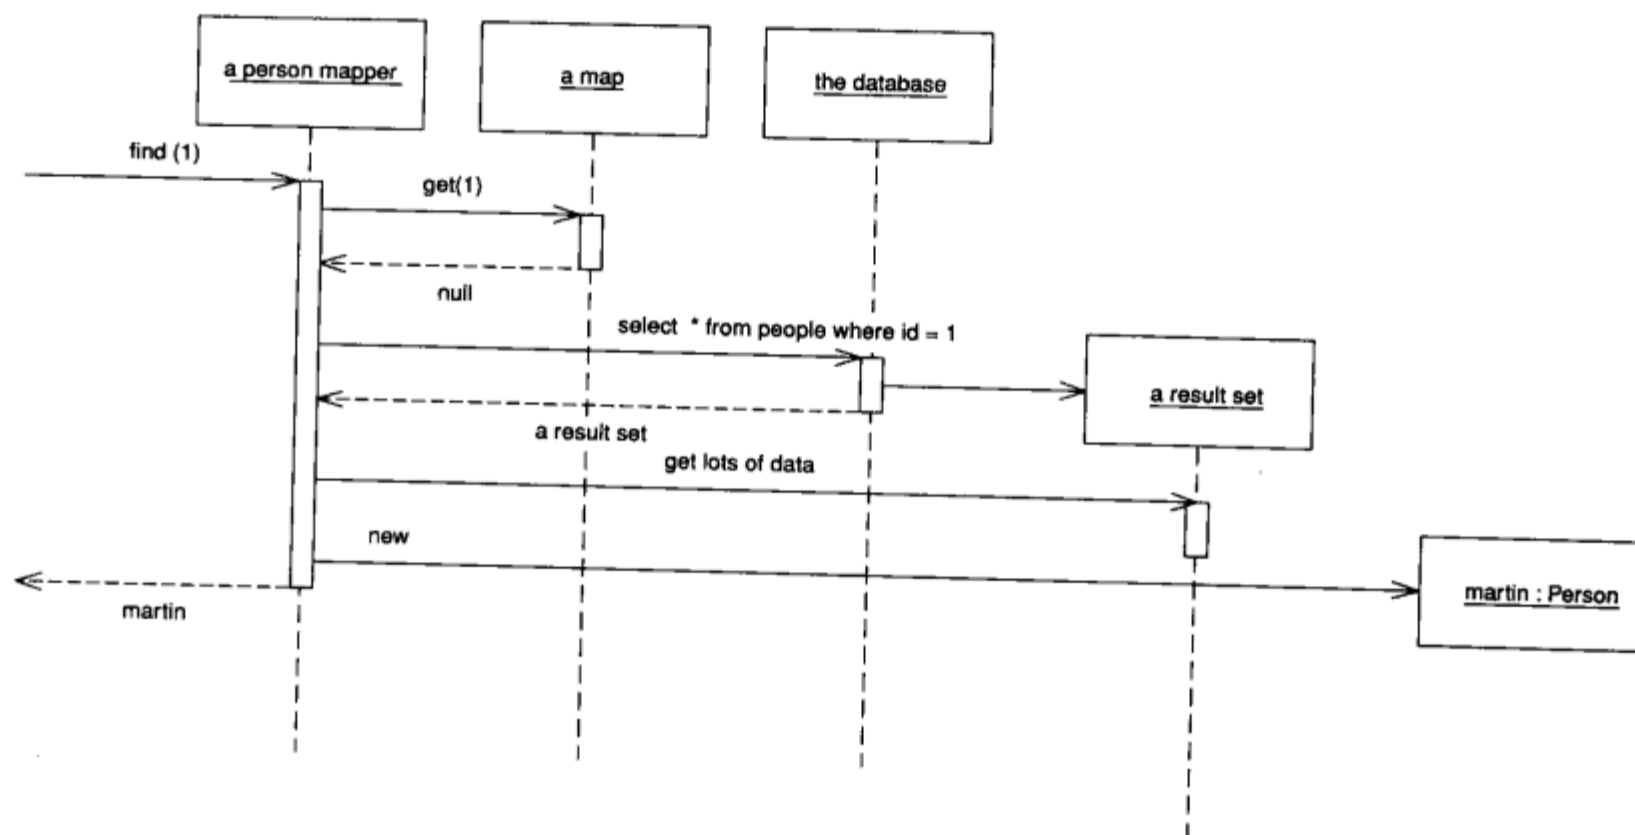 a person mapper
a map
the database
find (1)
get(1)
null
select * from people where id = 1
a result set
a result set
get lots of data
new
martin : Person
martin